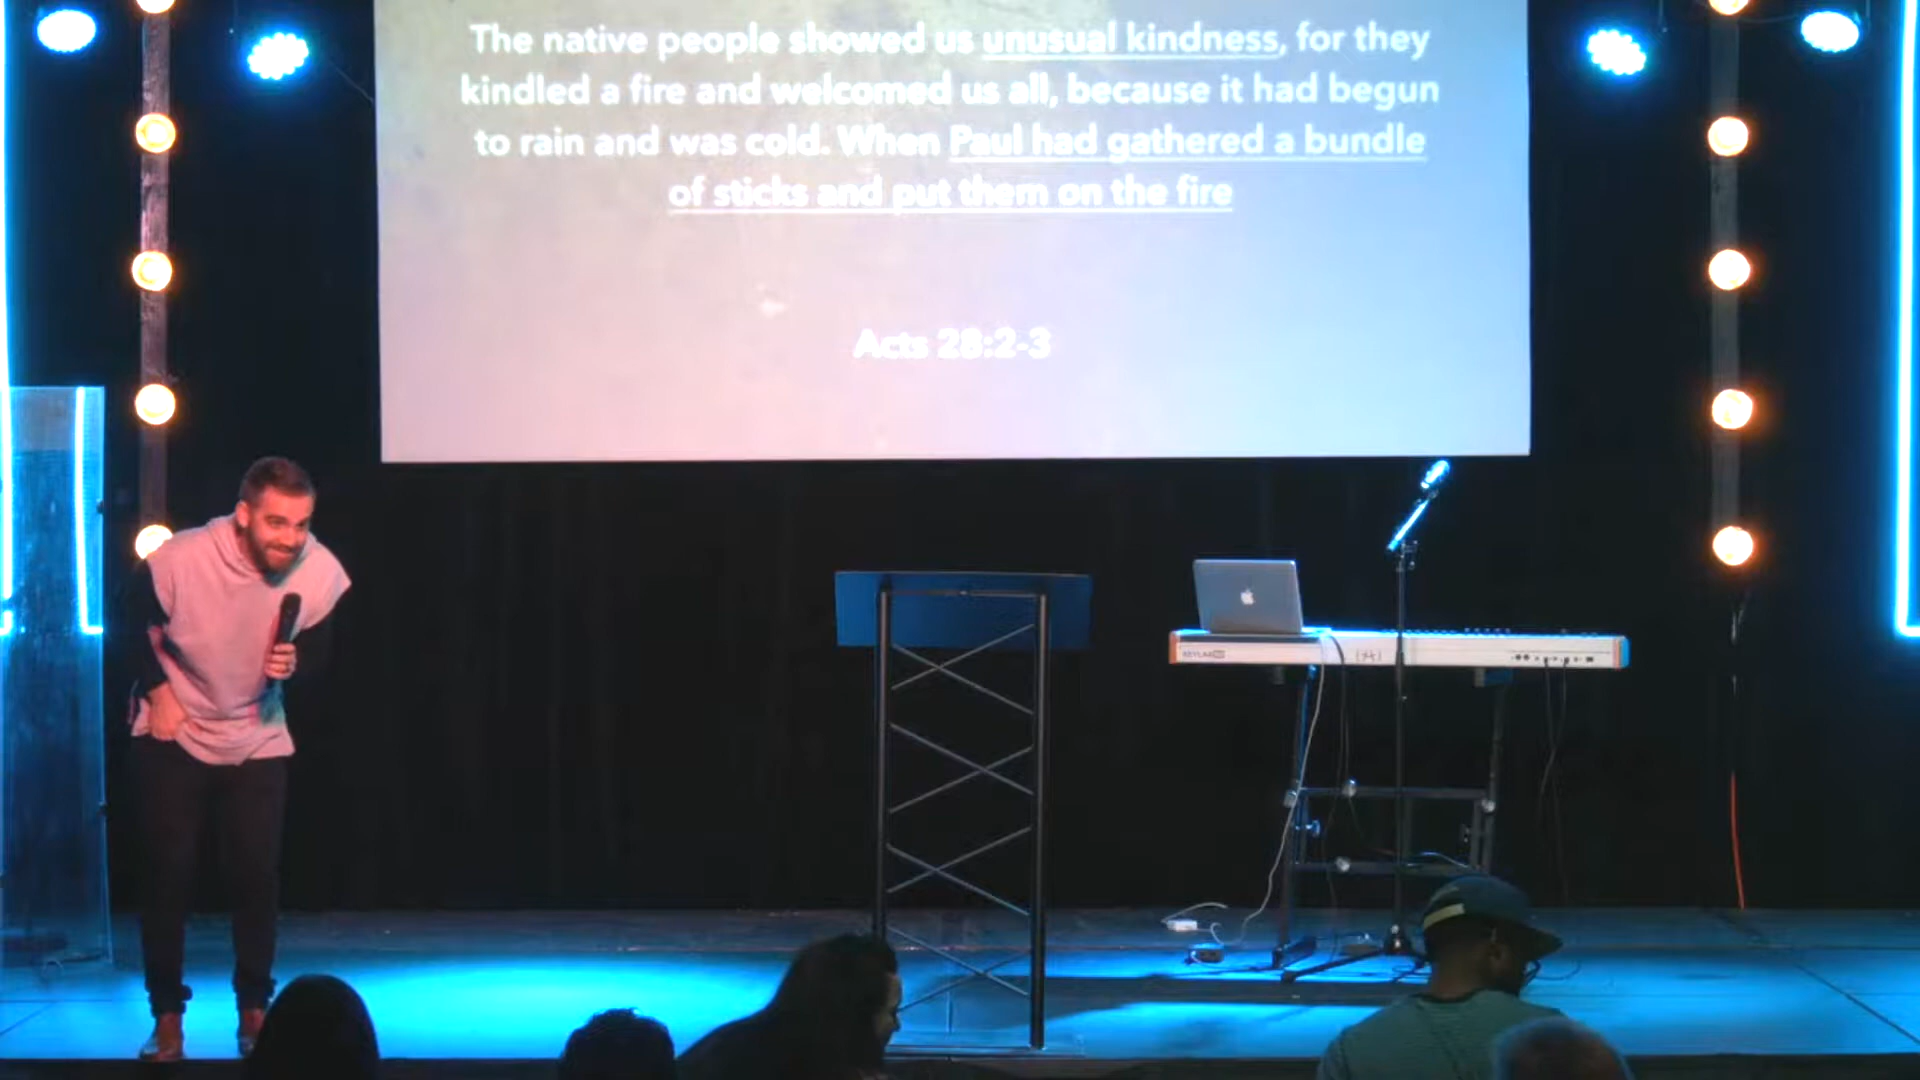 The native people showed us unusual kindness, for they
kindled a fire and welcomed us all, because it had begun
to rain and was cold. When Paul had gathered a bundle
of sticks and put them on the fire
Acts 28:2-3